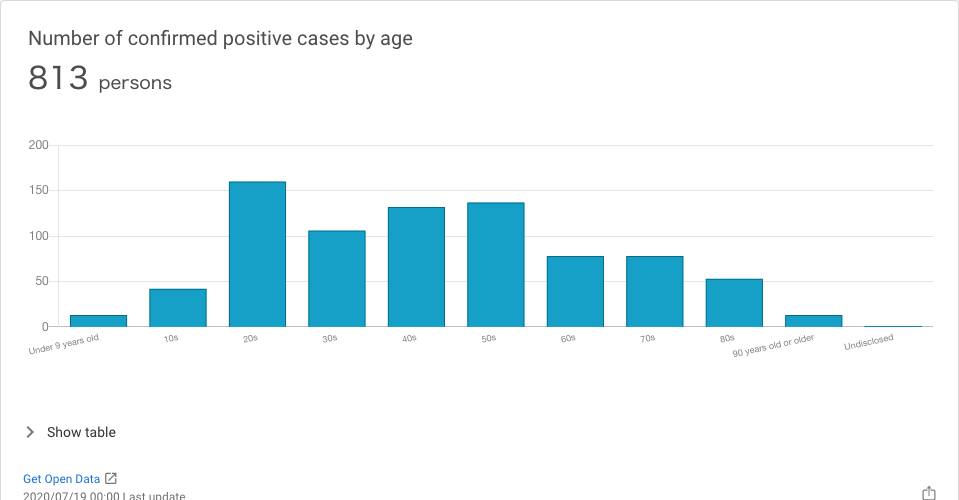 Number of confirmed positive cases by age
813 persons
200
150
100
50
0
Under 9 years old 10s 20s 30s 40s 50s 60s 70s 80s 90 years old or older Undisclosed
Show table
Get Open Data
2020/07/19 00:00 Last update